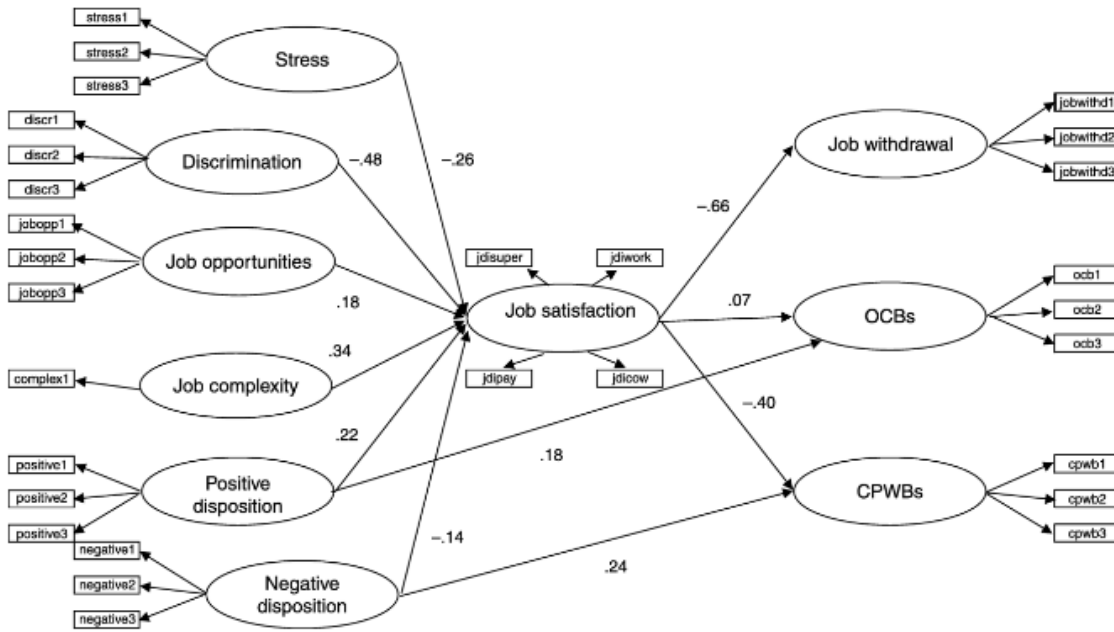 stress1
stress2
stress3
Stress
discr1
discr2
discr3
Discrimination
–.48
–.26
jobopp1
jobopp2
jobopp3
Job opportunities
.18
complex1
Job complexity
.34
positive1
positive2
positive3
Positive
disposition
.22
negative1
negative2
negative3
Negative
disposition
–.14
jdisuper
jdiwork
Job satisfaction
jdipay
jdicow
–.66
.07
–.40
.18
.24
Job withdrawal
jobwithd1
jobwithd2
jobwithd3
OCBs
ocb1
ocb2
ocb3
CPWBs
cpwb1
cpwb2
cpwb3